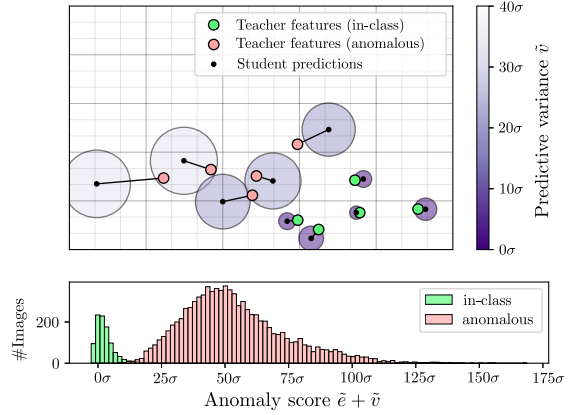 Teacher features (in-class)
Teacher features (anomalous)
Student predictions
40σ
30σ
20σ
10σ
0σ
Predictive variance ṽ
in-class
anomalous
200
0
#Images
0σ
25σ
50σ
75σ
100σ
125σ
150σ
175σ
Anomaly score ẽ + ṽ